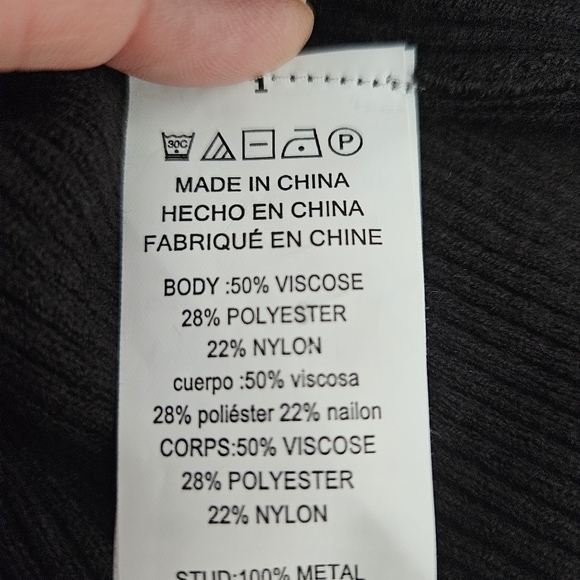 1
30C P
MADE IN CHINA
HECHO EN CHINA
FABRIQUÉ EN CHINE
BODY :50% VISCOSE
28% POLYESTER
22% NYLON
cuerpo :50% viscosa
28% poliéster 22% nailon
CORPS:50% VISCOSE
28% POLYESTER
22% NYLON
STUD:100% METAL